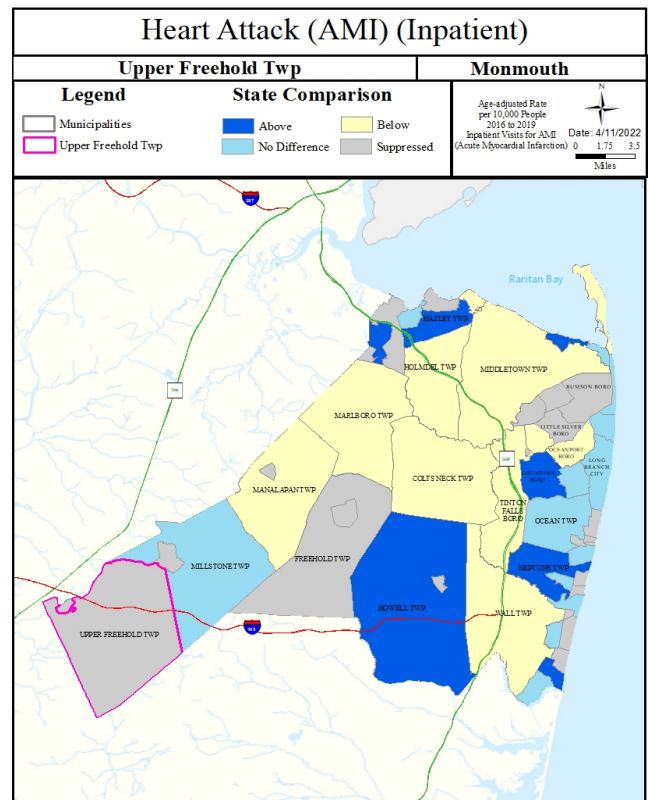 Heart Attack (AMI) (Inpatient)
Upper Freehold Twp
Monmouth
Legend
Municipalities
Upper Freehold Twp
State Comparison
Above
Below
No Difference
Suppressed
Age-adjusted Rate
per 10,000 People
2016 to 2019
Inpatient Visits for AMI
(Acute Myocardial Infarction)
N
Date: 4/11/2022
0 1.75 3.5
Miles
287
Raritan Bay
HAZLET TWP
HOLMDEL TWP
MIDDLETOWN TWP
RUMSON BORO
MARLBORO TWP
LITTLE SILVER
BORO
OCEANPORT
BORO
LONG
BRANCH
CITY
COLTS NECK TWP
MANALAPAN TWP
TINTON
FALLS
BORO
OCEAN TWP
FREEHOLD TWP
MILLSTONE TWP
NEPTUNE TWP
HOWELL TWP
WALL TWP
195
UPPER FREEHOLD TWP